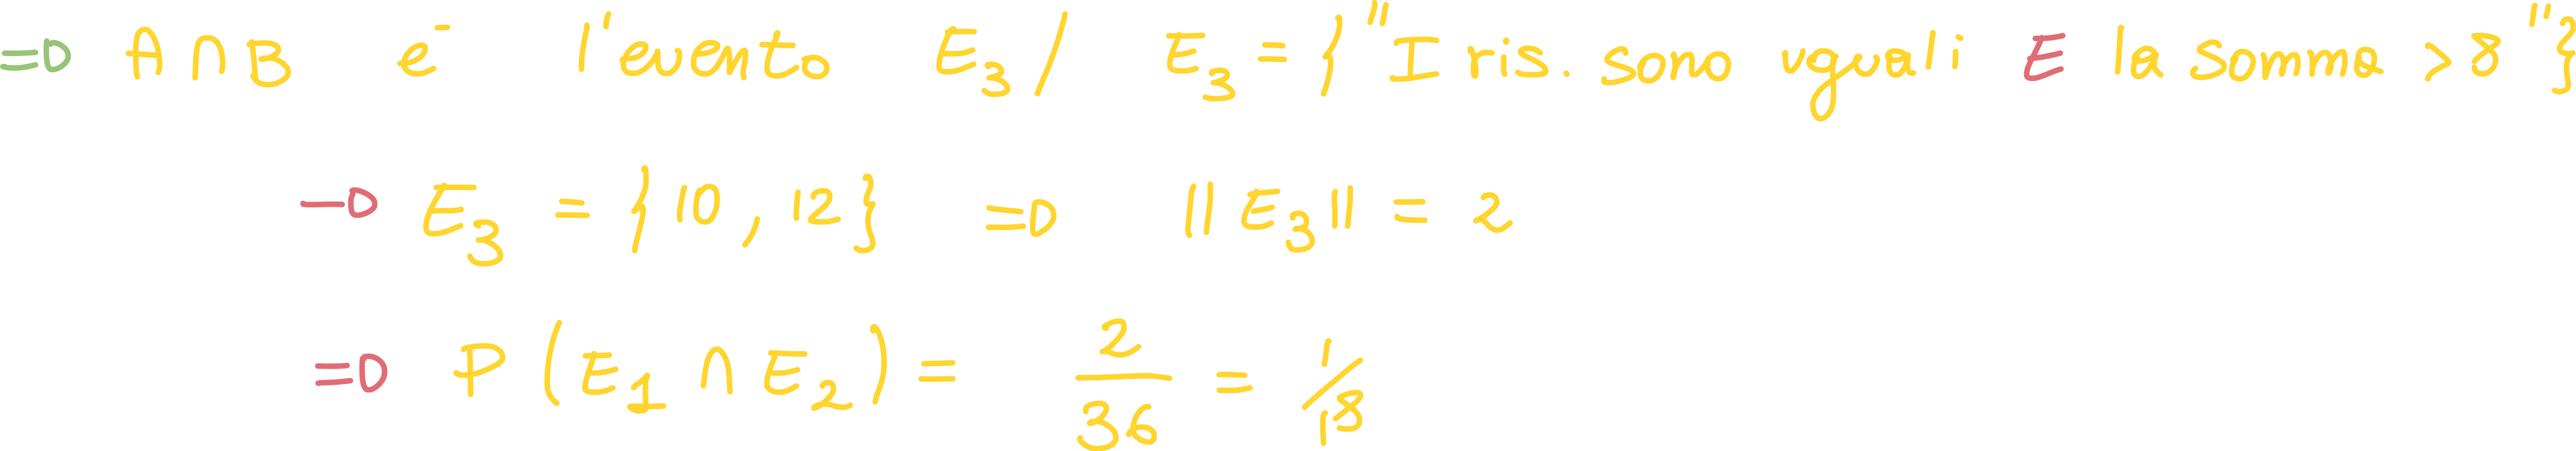 ⇒ A∩B è l'evento E₃ / E₃ = {"I ris. sono uguali E la somma > 8"}
→ E₃ = {10, 12} ⇒ ||E₃|| = 2
⇒ P(E₁ ∩ E₂) = 2/36 = 1/18